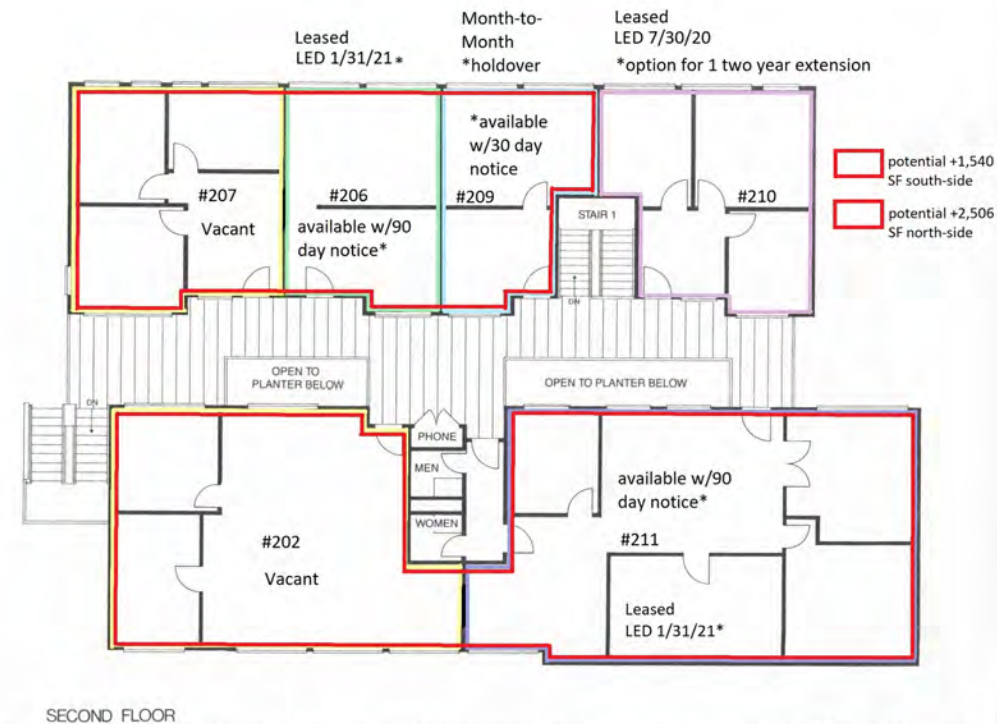 Leased
LED 1/31/21*
Month-to-
Month
*holdover
Leased
LED 7/30/20
*option for 1 two year extension
#207
Vacant
#206
available w/90
day notice*
*available
w/30 day
notice
#209
STAIR 1
DN
#210
potential +1,540
SF south-side
potential +2,506
SF north-side
OPEN TO
PLANTER BELOW
OPEN TO PLANTER BELOW
DN
PHONE
MEN
WOMEN
#202
Vacant
available w/90
day notice*
#211
Leased
LED 1/31/21*
SECOND FLOOR